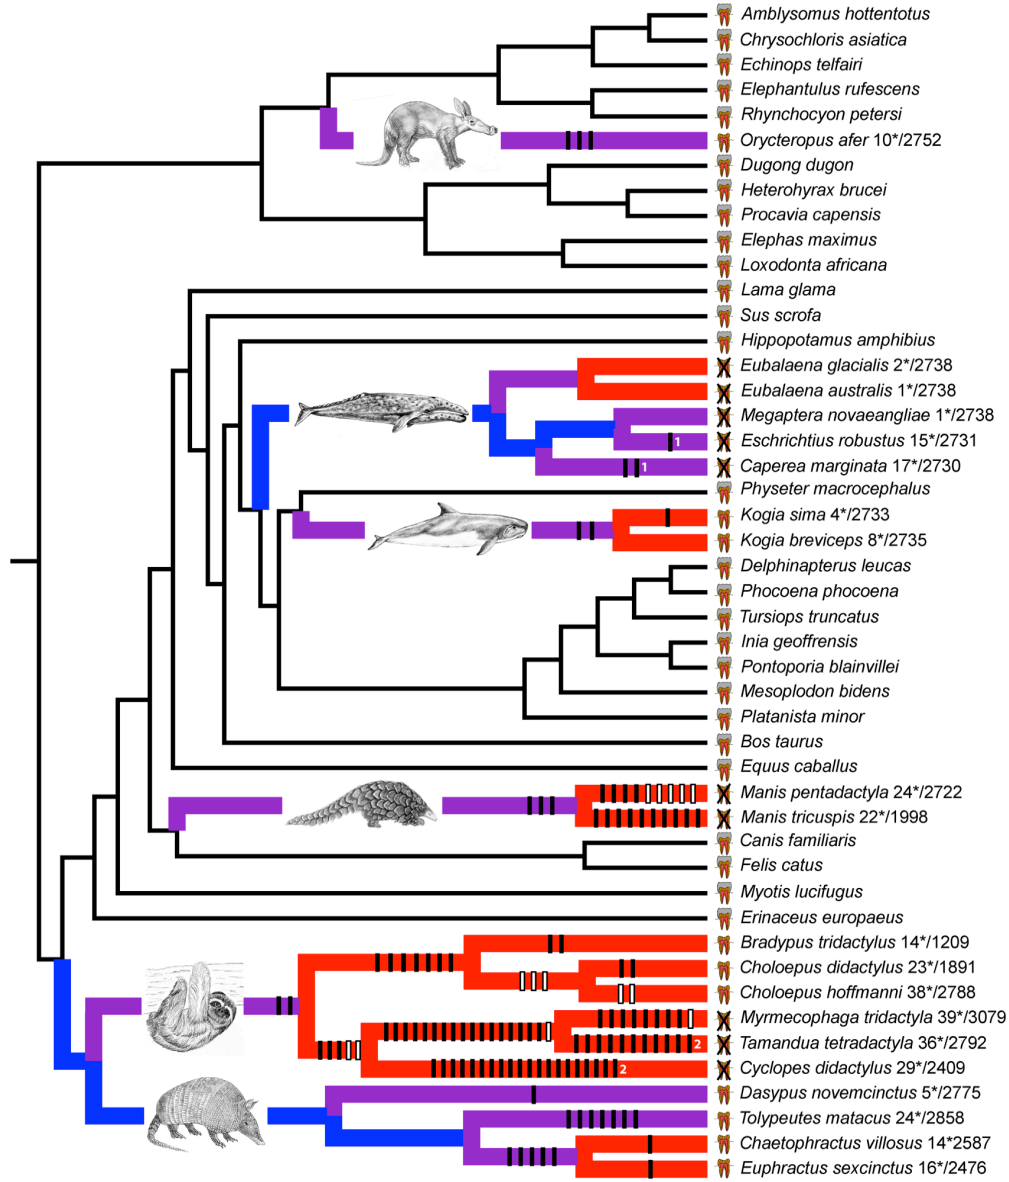 Amblysomus hottentotus
Chrysochloris asiatica
Echinops telfairi
Elephantulus rufescens
Rhynchocyon petersi
Orycteropus afer 10*/2752
Dugong dugon
Heterohyrax brucei
Procavia capensis
Elephas maximus
Loxodonta africana
Lama glama
Sus scrofa
Hippopotamus amphibius
Eubalaena glacialis 2*/2738
Eubalaena australis 1*/2738
Megaptera novaeangliae 1*/2738
1 Eschrichtius robustus 15*/2731
1 Caperea marginata 17*/2730
Physeter macrocephalus
Kogia sima 4*/2733
Kogia breviceps 8*/2735
Delphinapterus leucas
Phocoena phocoena
Tursiops truncatus
Inia geoffrensis
Pontoporia blainvillei
Mesoplodon bidens
Platanista minor
Bos taurus
Equus caballus
Manis pentadactyla 24*/2722
Manis tricuspis 22*/1998
Canis familiaris
Felis catus
Myotis lucifugus
Erinaceus europaeus
Bradypus tridactylus 14*/1209
Choloepus didactylus 23*/1891
Choloepus hoffmanni 38*/2788
Myrmecophaga tridactyla 39*/3079
2 Tamandua tetradactyla 36*/2792
2 Cyclopes didactylus 29*/2409
Dasypus novemcinctus 5*/2775
Tolypeutes matacus 24*/2858
Chaetophractus villosus 14*2587
Euphractus sexcinctus 16*/2476